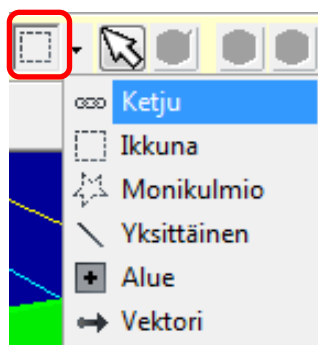 Ketju
Ikkuna
Monikulmio
Yksittäinen
Alue
Vektori